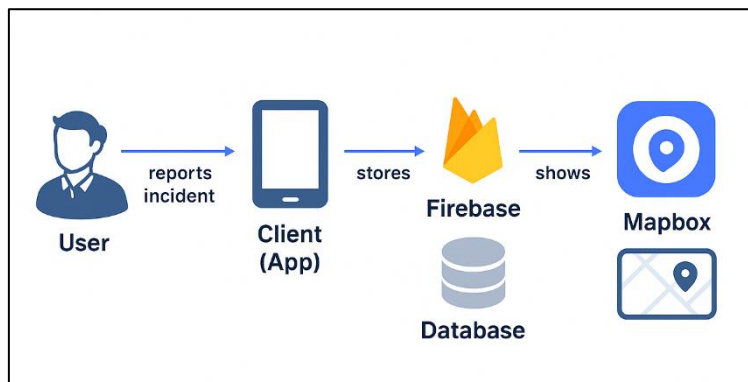 User
reports
incident
Client
(App)
stores
Firebase
Database
shows
Mapbox